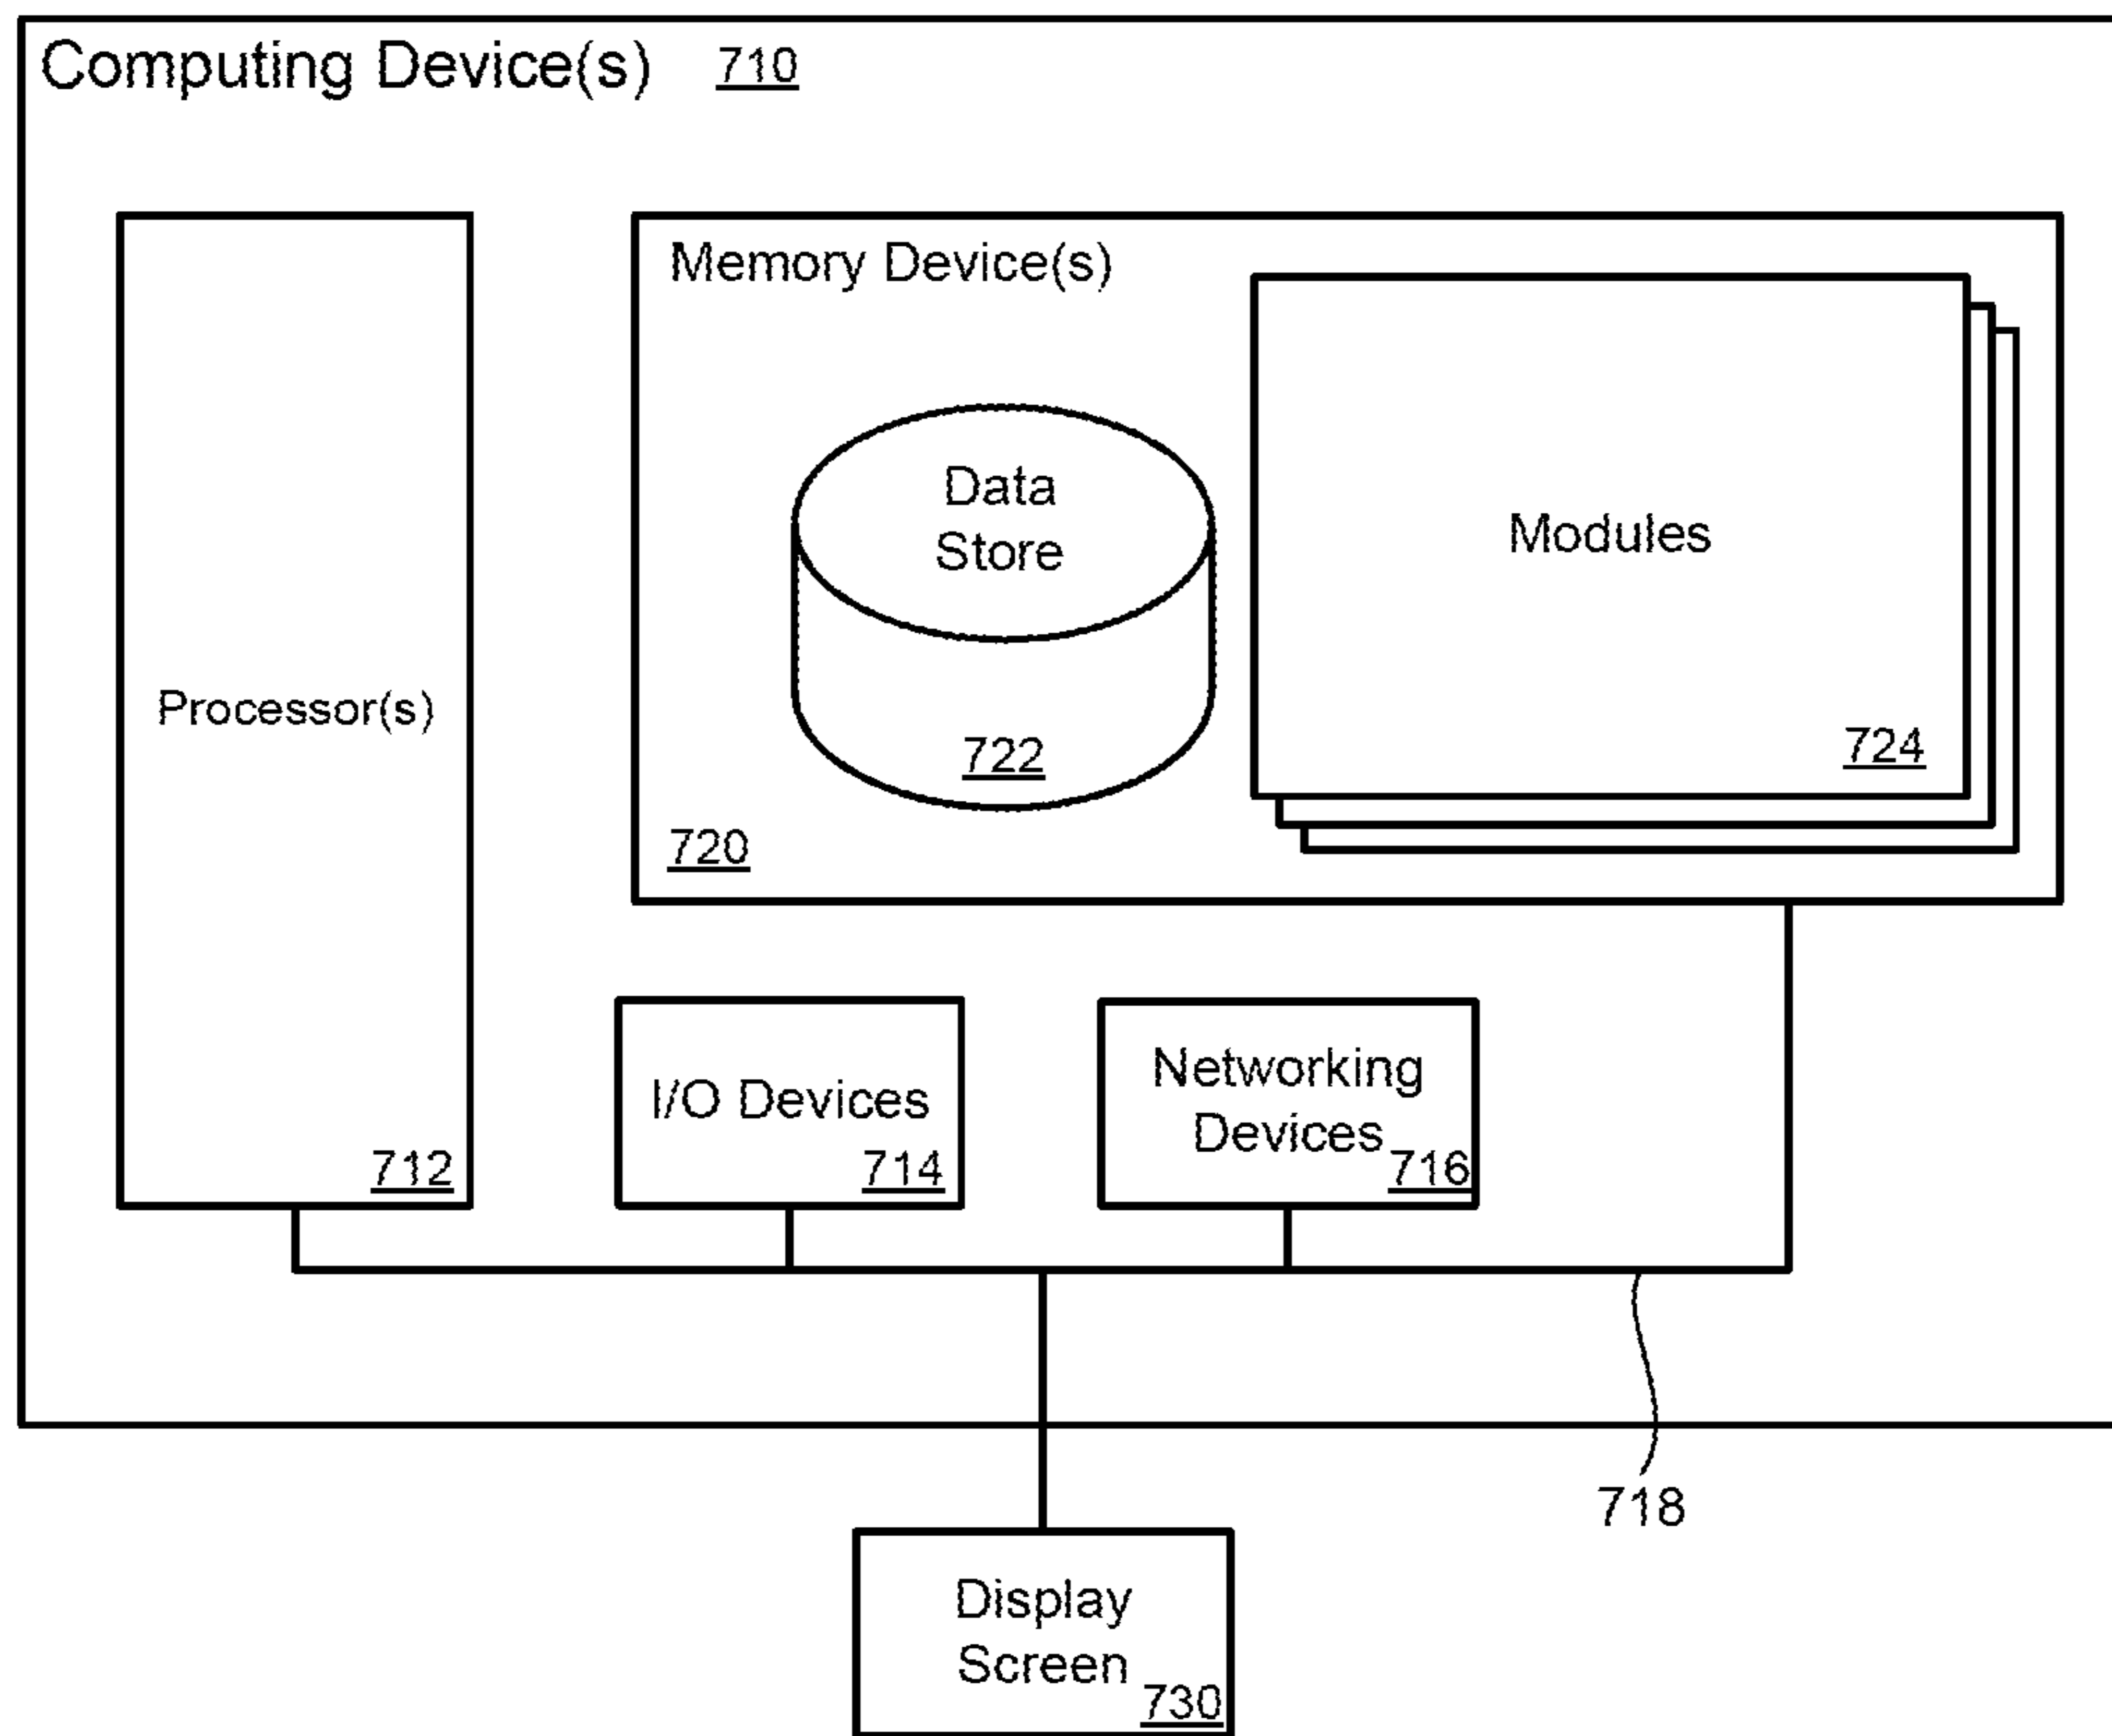 Computing Device(s) 710
Memory Device(s)
Data
Store
722
Modules
724
720
Processor(s)
712
I/O Devices
714
Networking
Devices
716
718
Display
Screen
730